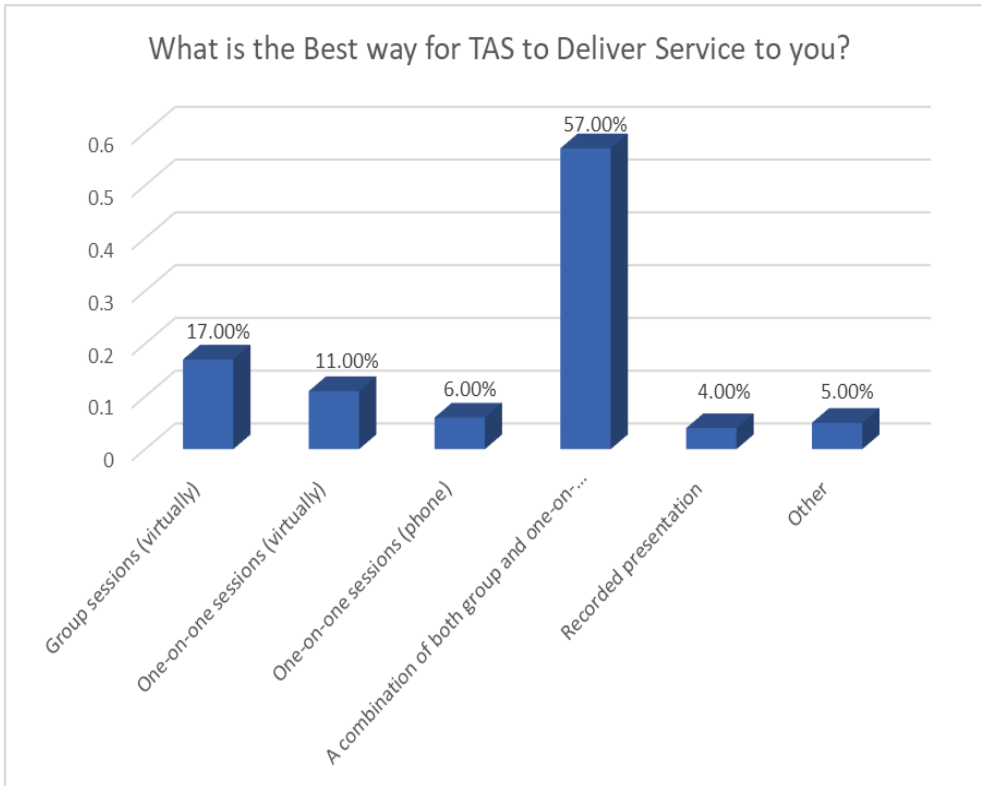 What is the Best way for TAS to Deliver Service to you?
0.6
0.5
0.4
0.3
0.2
0.1
0
17.00%
11.00%
6.00%
57.00%
4.00%
5.00%
Group sessions (virtually)
One-on-one sessions (virtually)
One-on-one sessions (phone)
A combination of both group and one-on-...
Recorded presentation
Other